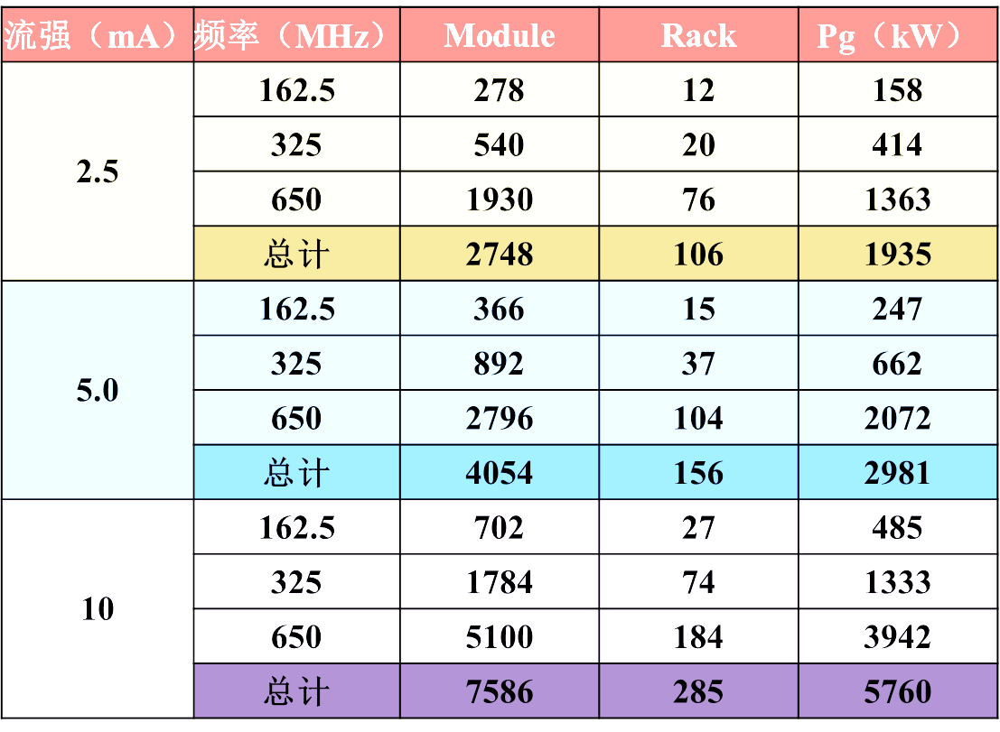 流强（mA） 频率（MHz） Module Rack Pg（kW）
2.5
162.5 278 12 158
325 540 20 414
650 1930 76 1363
总计 2748 106 1935
5.0
162.5 366 15 247
325 892 37 662
650 2796 104 2072
总计 4054 156 2981
10
162.5 702 27 485
325 1784 74 1333
650 5100 184 3942
总计 7586 285 5760